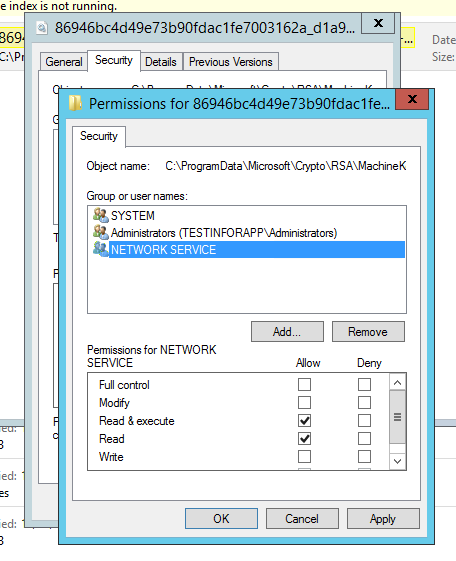 e index is not running.
86946bc4d49e73b90fdac1fe7003162a_d1a9...
X
General
Security
Details
Previous Versions
Date
Size:
Permissions for 86946bc4d49e73b90fdac1fe...
X
Security
Object name: C:\ProgramData\Microsoft\Crypto\RSA\MachineK
Group or user names:
SYSTEM
Administrators (TESTINFORAPP\Administrators)
NETWORK SERVICE
Add...
Remove
Permissions for NETWORK
SERVICE
Allow
Deny
Full control
Modify
Read & execute
Read
Write
OK
Cancel
Apply